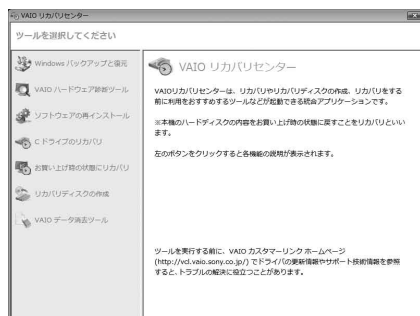 VAIO リカバリセンター
ツールを選択してください
Windows バックアップと復元
VAIO ハードウェア診断ツール
ソフトウェアの再インストール
C ドライブのリカバリ
お買い上げ時の状態にリカバリ
リカバリディスクの作成
VAIO データ消去ツール
VAIO リカバリセンター
VAIOリカバリセンターは、リカバリやリカバリディスクの作成、リカバリをする
前に利用をおすすめするツールなどが起動できる統合アプリケーションです。
※本機のハードディスクの内容をお買い上げ時の状態に戻すことをリカバリといい
ます。
左のボタンをクリックすると各機能の説明が表示されます。
ツールを実行する前に、VAIO カスタマーリンク ホームページ
(http://vcl.vaio.sony.co.jp/) でドライバの更新情報やサポート技術情報を参照
すると、トラブルの解決に役立つことがあります。